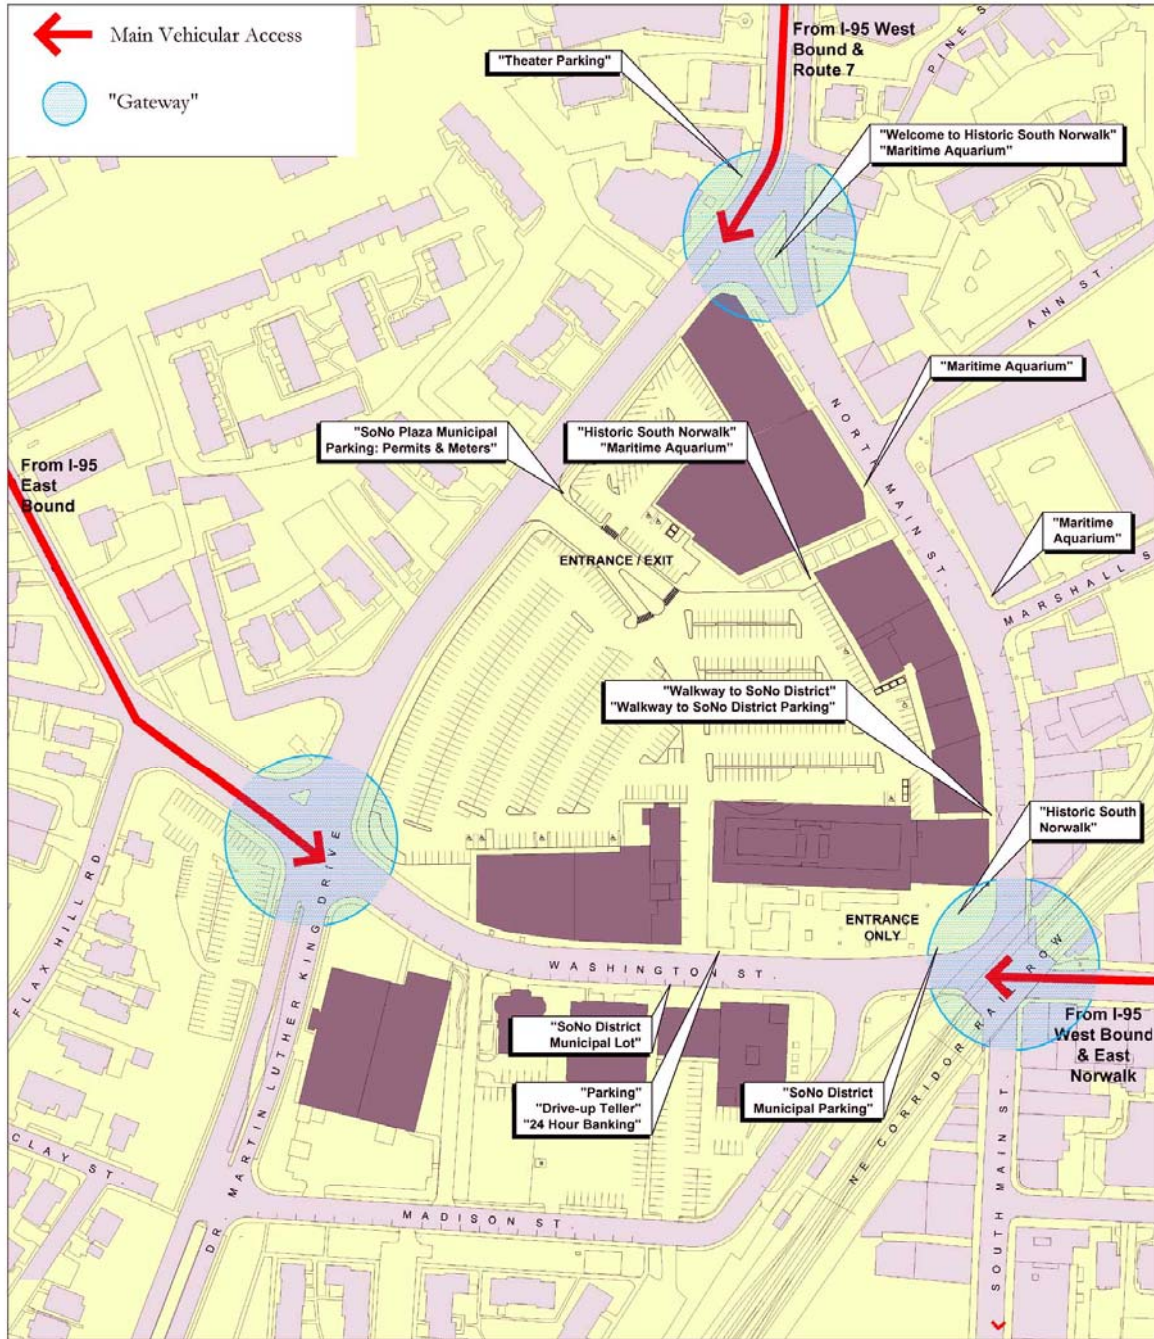 Main Vehicular Access
"Gateway"
From I-95 West
Bound &
Route 7
PINE S
"Theater Parking"
"Welcome to Historic South Norwalk"
"Maritime Aquarium"
ANN ST.
"Maritime Aquarium"
NORTH MAIN ST.
"SoNo Plaza Municipal
Parking: Permits & Meters"
"Historic South Norwalk"
"Maritime Aquarium"
From I-95
East
Bound
"Maritime
Aquarium"
ENTRANCE / EXIT
MARSHALL S
"Walkway to SoNo District"
"Walkway to SoNo District Parking"
"Historic South
Norwalk"
FLAX HILL RD.
DR. MARTIN LUTHER KING DRIVE
ENTRANCE
ONLY
WASHINGTON ST.
NE CORRIDOR RAIL ROW
From I-95
West Bound
& East
Norwalk
"SoNo District
Municipal Lot"
"Parking"
"Drive-up Teller"
"24 Hour Banking"
"SoNo District
Municipal Parking"
CLAY ST.
MADISON ST.
SOUTH MAIN ST.